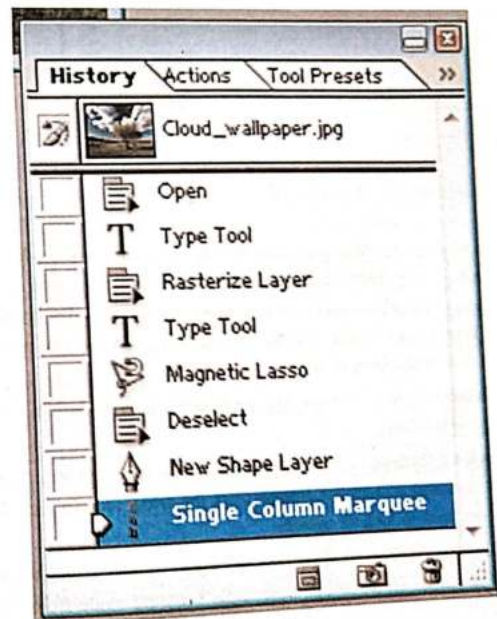 History Actions Tool Presets
Cloud_wallpaper.jpg
Open
Type Tool
Rasterize Layer
Type Tool
Magnetic Lasso
Deselect
New Shape Layer
Single Column Marquee